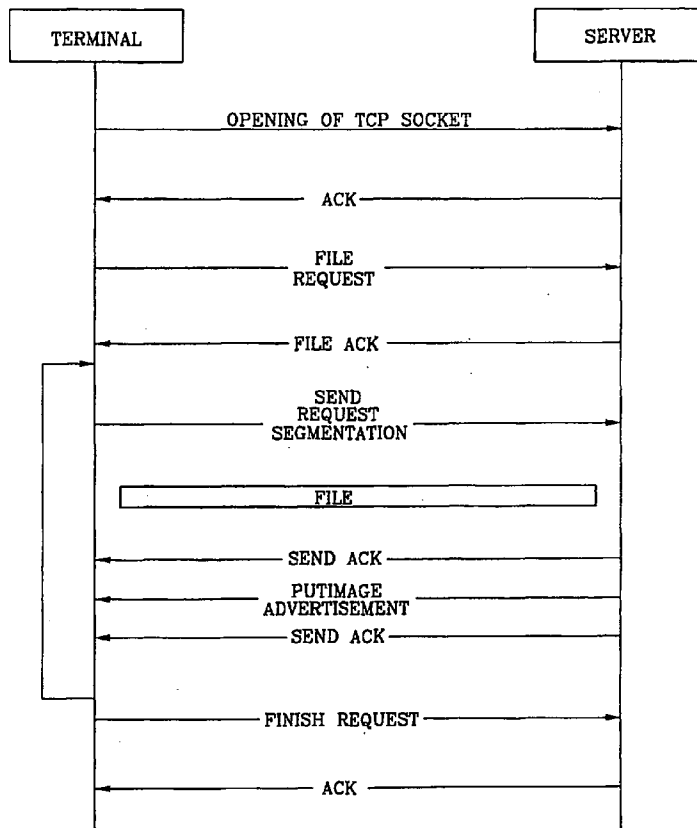 TERMINAL
SERVER
OPENING OF TCP SOCKET
ACK
FILE
REQUEST
FILE ACK
SEND
REQUEST
SEGMENTATION
FILE
SEND ACK
PUTIMAGE
ADVERTISEMENT
SEND ACK
FINISH REQUEST
ACK